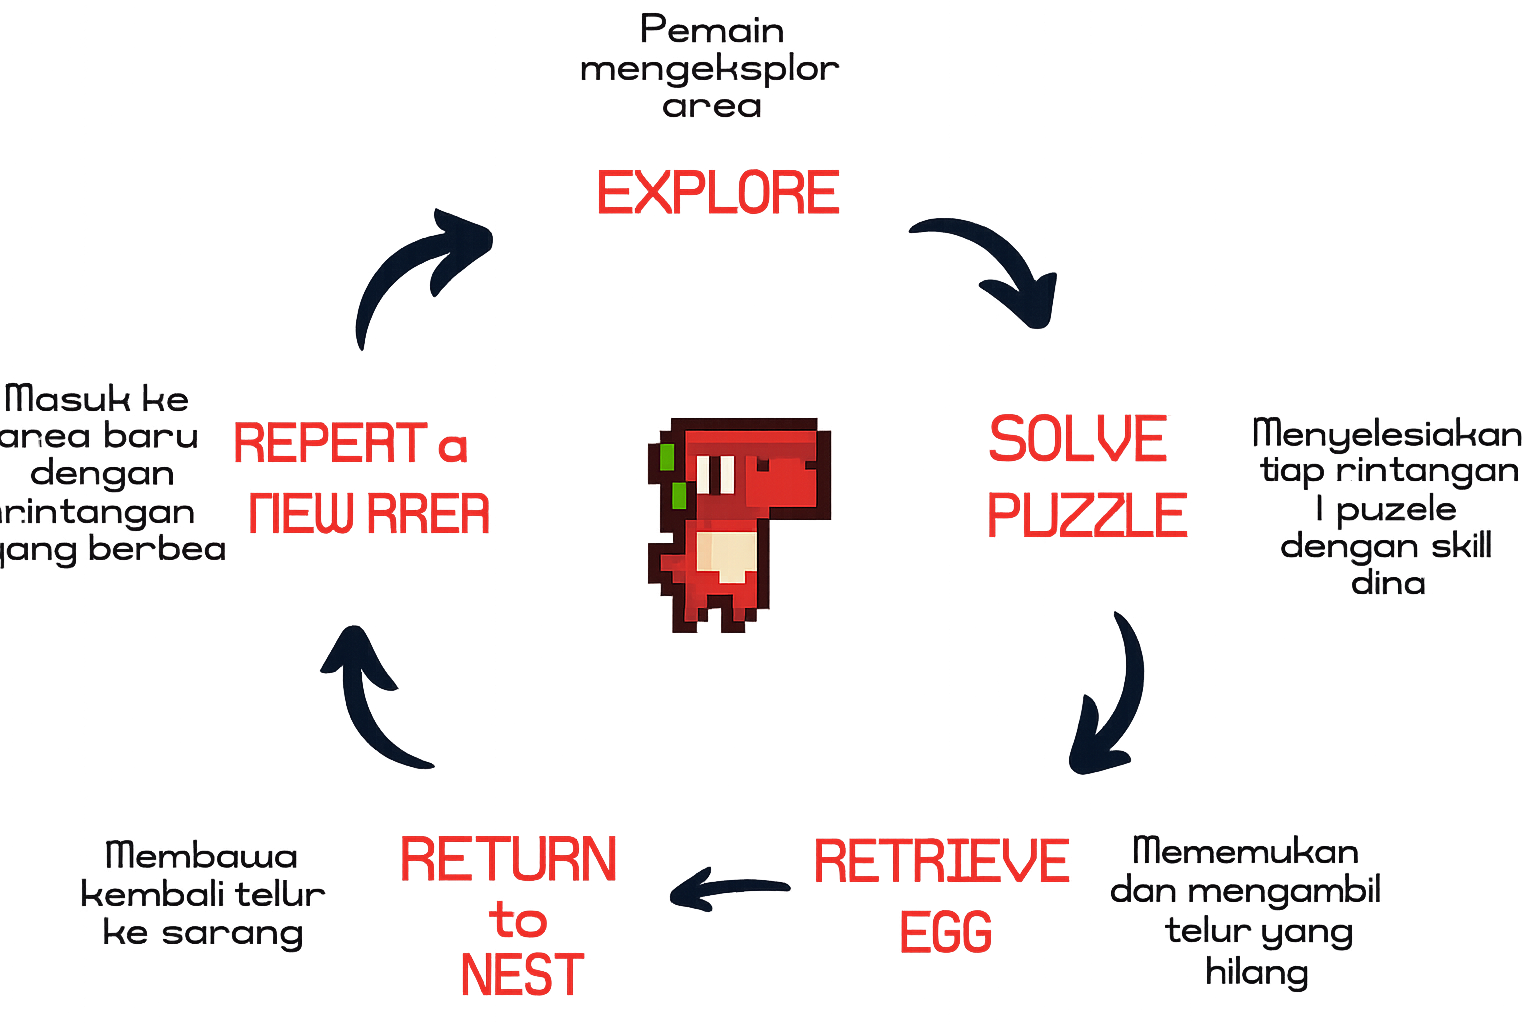 Pemain
mengeksplor
area
EXPLORE
SOLVE
PUZZLE
Menyelesiakan
tiap rintangan
I puzele
dengan skill
dina
RETRIEVE
EGG
Mememukan
dan mengambil
telur yang
hilang
RETURN
to
NEST
Membawa
kembali tellur
ke sarang
REPERT a
NEW RRER
Masuk ke
area baru
dengan
rintangan
yang berbea